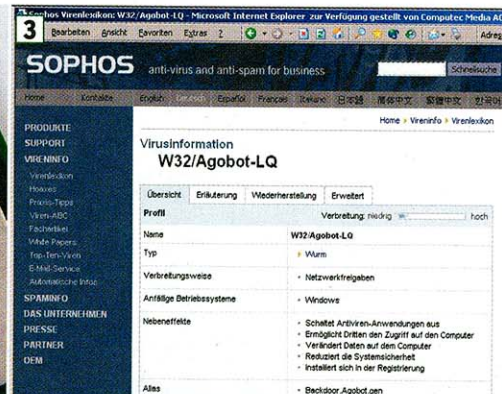 Sophos Virenlexikon: W32/Agobot-LQ - Microsoft Internet Explorer zur Verfügung gestellt von Computec Media AG
3
Bearbeiten Ansicht Favoriten Extras ? Adres
SOPHOS anti-virus and anti-spam for business Schnellsuche
Home Kontakte English Deutsch Español Français Italiano 日本語 简体中文 繁體中文 한국어
Home Vireninfo Virenlexikon
PRODUKTE
SUPPORT
VIRENINFO
Virenlexikon
Hoaxes
Praxis-Tipps
Viren-ABC
Fachartikel
White Papers
Top-Ten-Viren
E-Mail-Service
Automatische Infos
SPAMINFO
DAS UNTERNEHMEN
PRESSE
PARTNER
OEM
Virusinformation
W32/Agobot-LQ
Übersicht Erläuterung Wiederherstellung Erweitert
Profil Verbreitung: niedrig hoch
Name W32/Agobot-LQ
Typ Wurm
Verbreitungsweise Netzwerkfreigaben
Anfällige Betriebssysteme Windows
Nebeneffekte Schaltet Antiviren-Anwendungen aus
Ermöglicht Dritten den Zugriff auf den Computer
Verändert Daten auf dem Computer
Reduziert die Systemsicherheit
Installiert sich in der Registrierung
Alias Backdoor.Agobot.gen